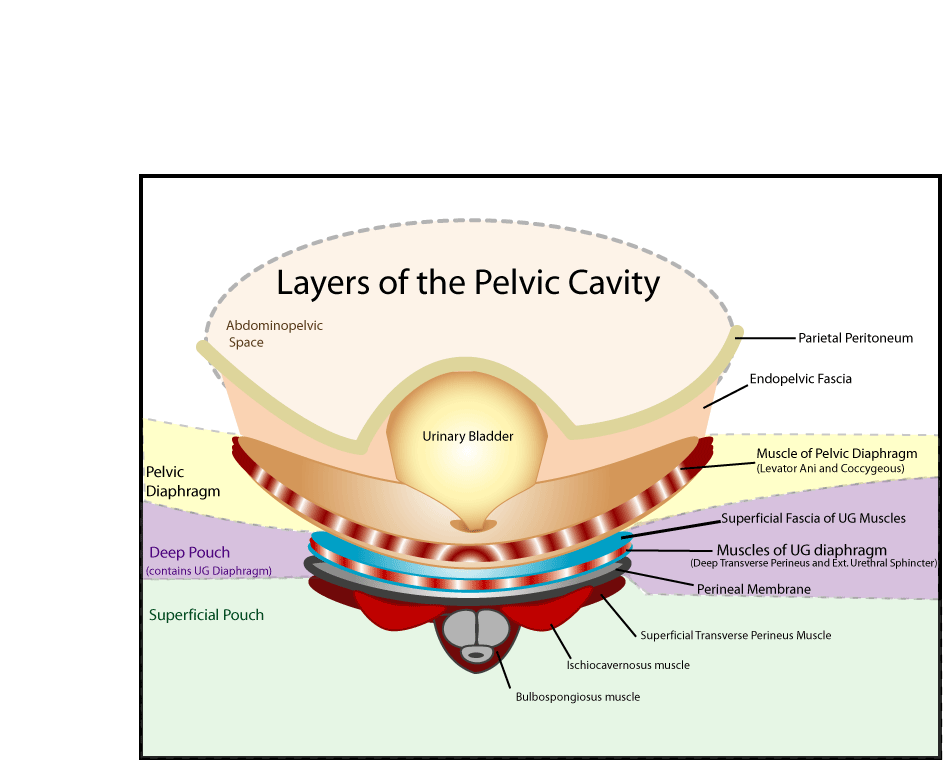 Layers of the Pelvic Cavity
Abdominopelvic
Space
Parietal Peritoneum
Endopelvic Fascia
Urinary Bladder
Muscle of Pelvic Diaphragm
(Levator Ani and Coccygeous)
Pelvic
Diaphragm
Superficial Fascia of UG Muscles
Deep Pouch
(contains UG Diaphragm)
Muscles of UG diaphragm
(Deep Transverse Perineus and Ext. Urethral Sphincter)
Perineal Membrane
Superficial Pouch
Superficial Transverse Perineus Muscle
Ischiocavernosus muscle
Bulbospongiosus muscle